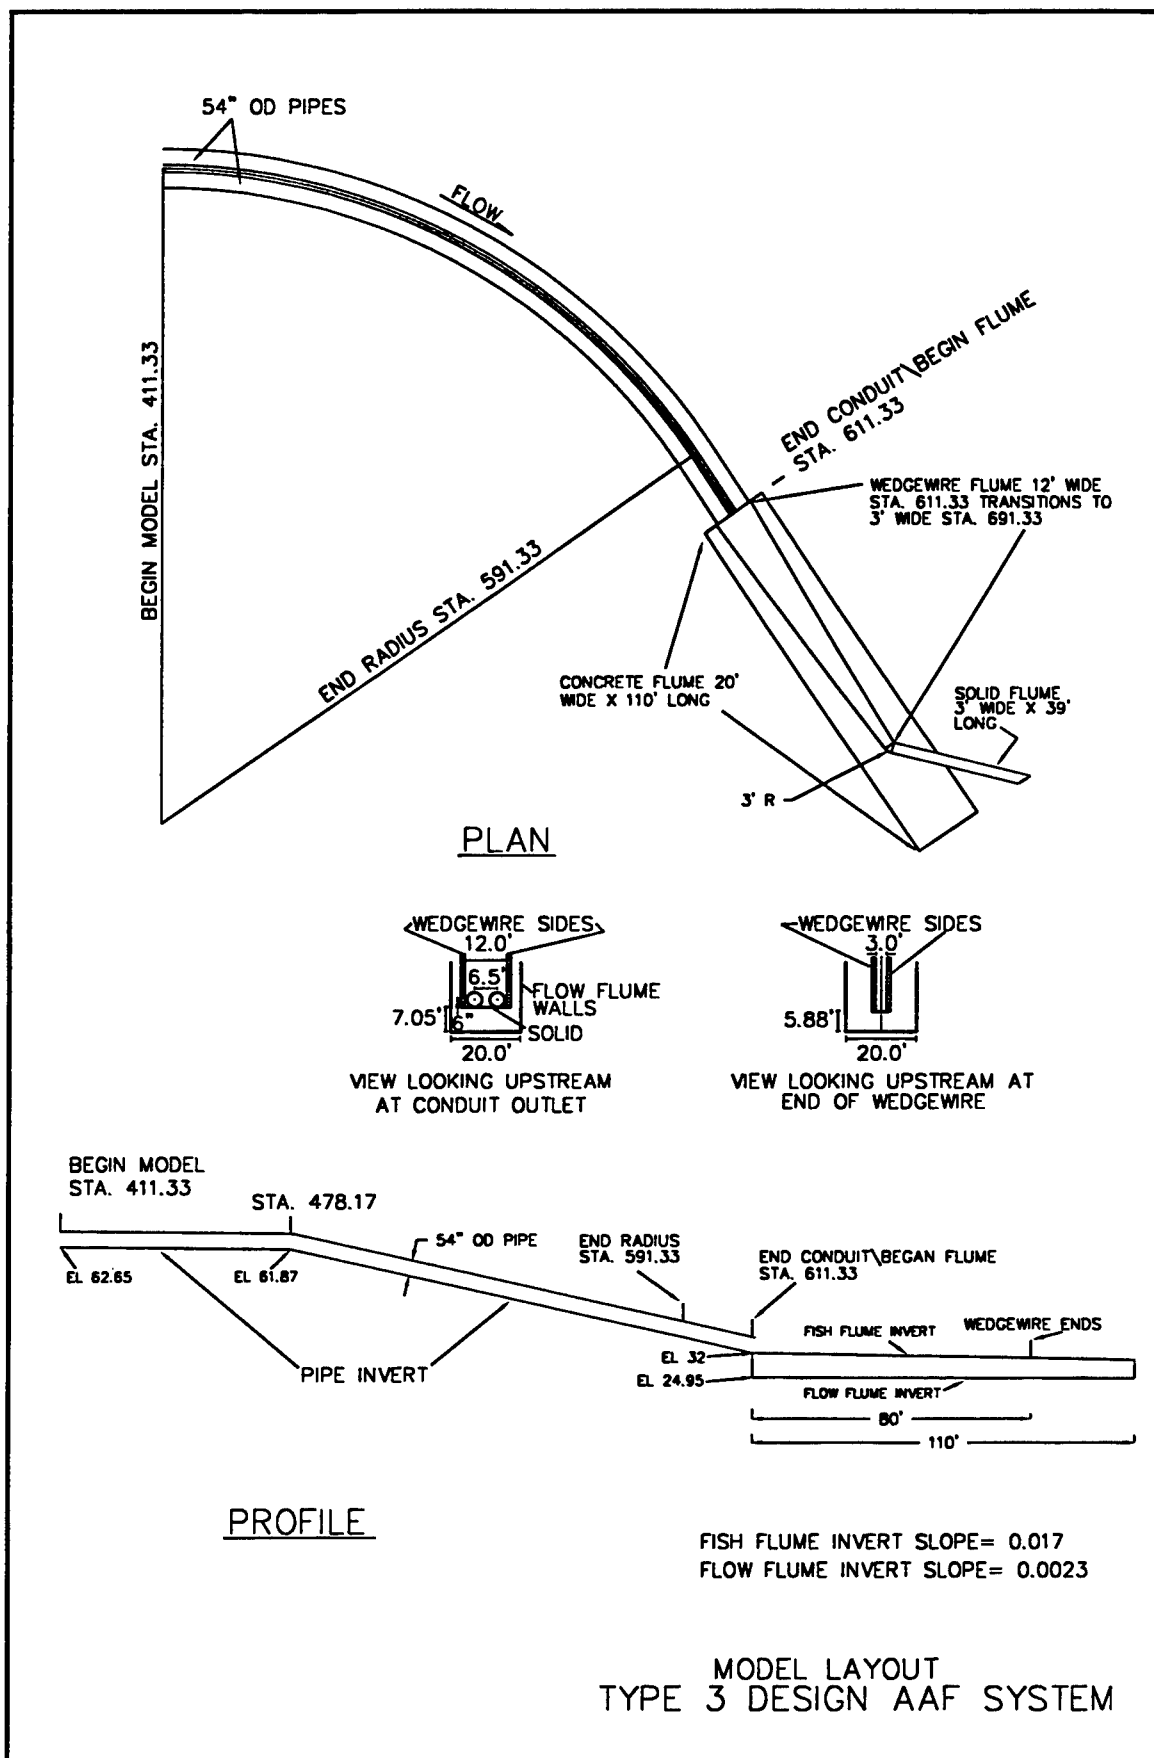 54" OD PIPES
FLOW
BEGIN MODEL STA. 411.33
END CONDUIT\BEGIN FLUME
STA. 611.33
WEDGEWIRE FLUME 12' WIDE
STA. 611.33 TRANSITIONS TO
3' WIDE STA. 691.33
END RADIUS STA. 591.33
CONCRETE FLUME 20'
WIDE X 110' LONG
SOLID FLUME
3' WIDE X 39'
LONG
3' R
PLAN
WEDGEWIRE SIDES
12.0'
6.5'
FLOW FLUME
WALLS
7.05'
6"
SOLID
20.0'
VIEW LOOKING UPSTREAM
AT CONDUIT OUTLET
WEDGEWIRE SIDES
3.0'
5.88'
20.0'
VIEW LOOKING UPSTREAM AT
END OF WEDGEWIRE
BEGIN MODEL
STA. 411.33
STA. 478.17
54" OD PIPE
END RADIUS
STA. 591.33
END CONDUIT\BEGAN FLUME
STA. 611.33
EL 62.65
EL 61.87
FISH FLUME INVERT
WEDGEWIRE ENDS
EL 32
PIPE INVERT
EL 24.95
FLOW FLUME INVERT
80'
110'
PROFILE
FISH FLUME INVERT SLOPE= 0.017
FLOW FLUME INVERT SLOPE= 0.0023
MODEL LAYOUT
TYPE 3 DESIGN AAF SYSTEM